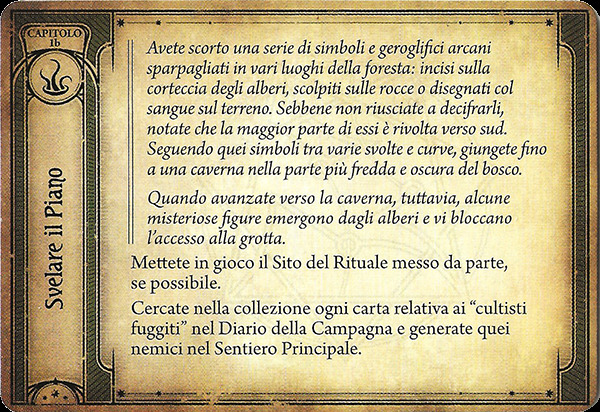 CAPITOLO
1b
Svelare il Piano
Avete scorto una serie di simboli e geroglifici arcani
sparpagliati in vari luoghi della foresta: incisi sulla
corteccia degli alberi, scolpiti sulle rocce o disegnati col
sangue sul terreno. Sebbene non riusciate a decifrarli,
notate che la maggior parte di essi è rivolta verso sud.
Seguendo quei simboli tra varie svolte e curve, giungete fino
a una caverna nella parte più fredda e oscura del bosco.
Quando avanzate verso la caverna, tuttavia, alcune
misteriose figure emergono dagli alberi e vi bloccano
l’accesso alla grotta.
Mettete in gioco il Sito del Rituale messo da parte,
se possibile.
Cercate nella collezione ogni carta relativa ai “cultisti
fuggiti” nel Diario della Campagna e generate quei
nemici nel Sentiero Principale.